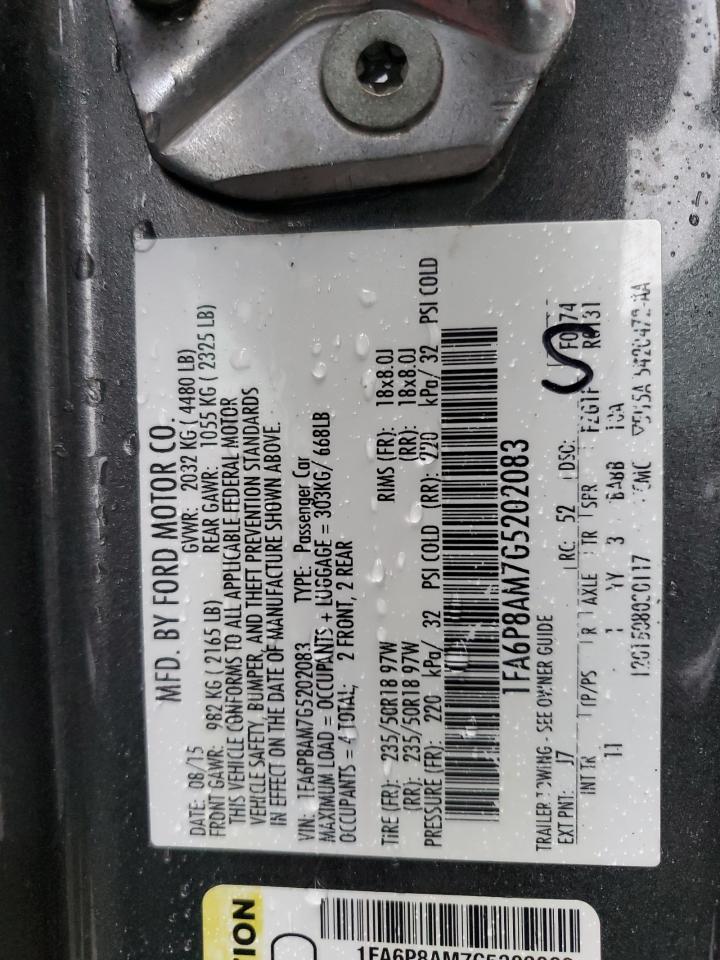 MFD. BY FORD MOTOR CO.
DATE: 08/15 GVWR: 2032 KG ( 4480 LB)
FRONT GAWR: 982 KG ( 2165 LB) REAR GAWR: 1055 KG ( 2325 LB)
THIS VEHICLE CONFORMS TO ALL APPLICABLE FEDERAL MOTOR
VEHICLE SAFETY, BUMPER, AND THEFT PREVENTION STANDARDS
IN EFFECT ON THE DATE OF MANUFACTURE SHOWN ABOVE.
VIN: 1FA6P8AM7G5202083 TYPE: Passenger Car
MAXIMUM LOAD = OCCUPANTS + LUGGAGE = 303KG/ 668LB
OCCUPANTS = 4 TOTAL; 2 FRONT, 2 REAR
TIRE (FR): 235/50R18 97W RIMS (FR): 18x8.0J
(RR): 235/50R18 97W (RR): 18x8.0J
PRESSURE (FR): 220 kPa/ 32 PSI COLD (RR): 220 kPa/ 32 PSI COLD
1FA6P8AM7G5202083
TRAILER TOWING - SEE OWNER GUIDE
EXT PNT: J7 RC: 52 DSO: F0174
R0131
INT TR TP/PS R AXLE TR SPR
11 1 YY 3 BABB
TION
1FA6P8AM7G5202083